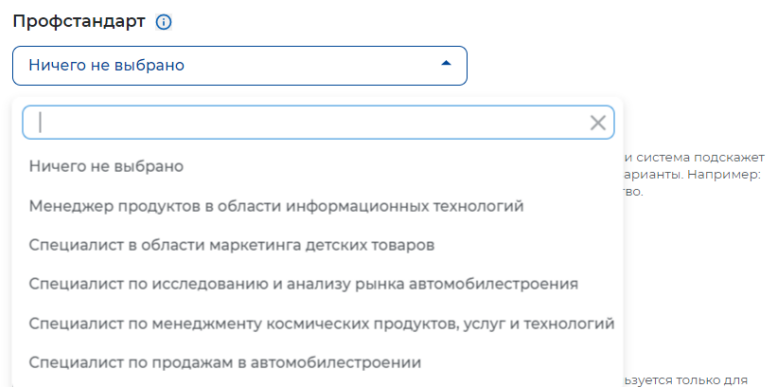 Профстандарт
Ничего не выбрано
Ничего не выбрано
и система подскажет
арианты. Например:
во.
Менеджер продуктов в области информационных технологий
Специалист в области маркетинга детских товаров
Специалист по исследованию и анализу рынка автомобилестроения
Специалист по менеджменту космических продуктов, услуг и технологий
Специалист по продажам в автомобилестроении
ьзуется только для